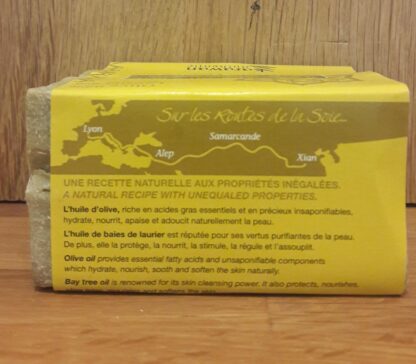 Sur les Routes de la Soie...
Lyon
Samarcande
Alep
Xian
UNE RECETTE NATURELLE AUX PROPRIÉTÉS INÉGALÉES.
A NATURAL RECIPE WITH UNEQUALED PROPERTIES.
L'huile d'olive, riche en acides gras essentiels et en précieux insaponifiables,
hydrate, nourrit, apaise et adoucit naturellement la peau.
L'huile de baies de laurier est réputée pour ses vertus purifiantes de la peau.
De plus, elle la protège, la nourrit, la stimule, la régule et l'assouplit.
Olive oil provides essential fatty acids and unsaponifiable components
which hydrate, nourish, sooth and soften the skin naturally.
Bay tree oil is renowned for its skin cleansing power. It also protects, nourishes,